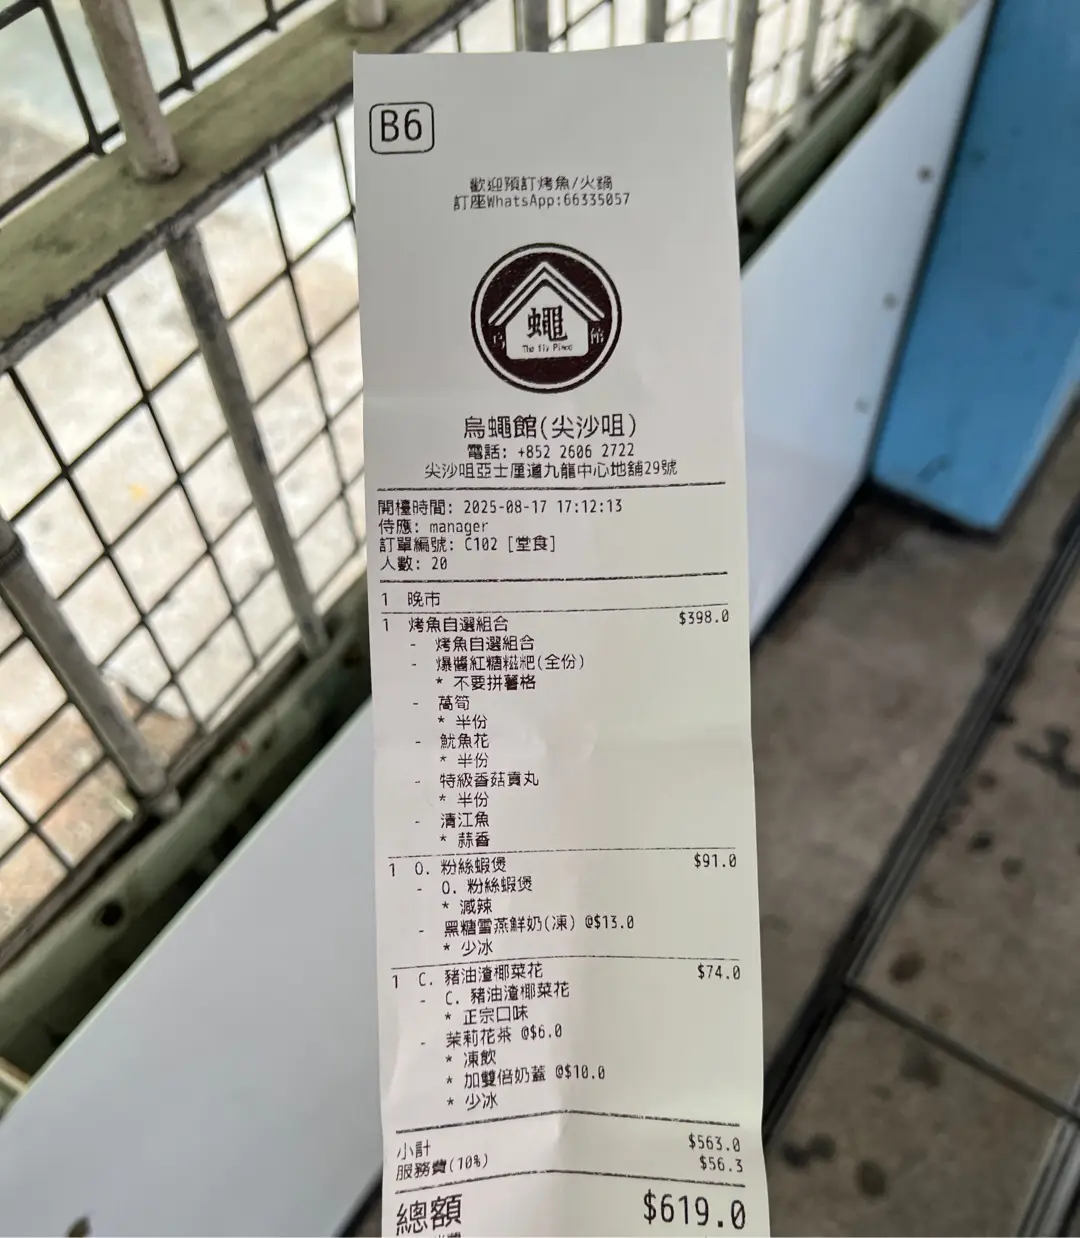 B6
歡迎預訂烤魚/火鍋
訂座WhatsApp:66335057
烏 蠅 館
The Fly Place
烏蠅館(尖沙咀)
電話: +852 2606 2722
尖沙咀亞士厘道九龍中心地舖29號
開檯時間: 2025-08-17 17:12:13
侍應: manager
訂單編號: C102 [堂食]
人數: 20
1 晚市
1 烤魚自選組合 $398.0
- 烤魚自選組合
- 爆醬紅糖糍粑(全份)
* 不要拼薯格
- 萵筍
* 半份
- 魷魚花
* 半份
- 特級香菇貢丸
* 半份
- 清江魚
* 蒜香
1 O. 粉絲蝦煲 $91.0
- O. 粉絲蝦煲
* 減辣
- 黑糖雪燕鮮奶(凍) @$13.0
* 少冰
1 C. 豬油渣椰菜花 $74.0
- C. 豬油渣椰菜花
* 正宗口味
- 茉莉花茶 @$6.0
* 凍飲
* 加雙倍奶蓋 @$10.0
* 少冰
小計 $563.0
服務費(10%) $56.3
總額 $619.0